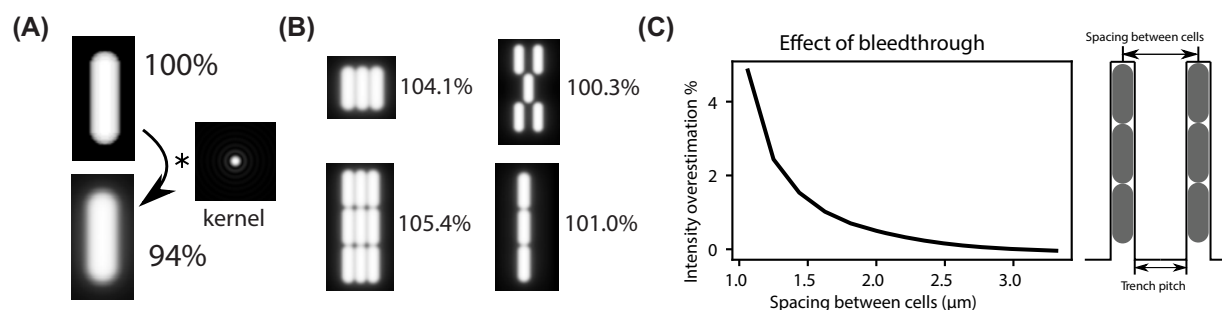 (A)
100%
*
kernel
94%
(B)
104.1%
100.3%
105.4%
101.0%
(C)
Effect of bleedthrough
Intensity overestimation %
4
2
0
1.0 1.5 2.0 2.5 3.0
Spacing between cells (μm)
Spacing between cells
Trench pitch